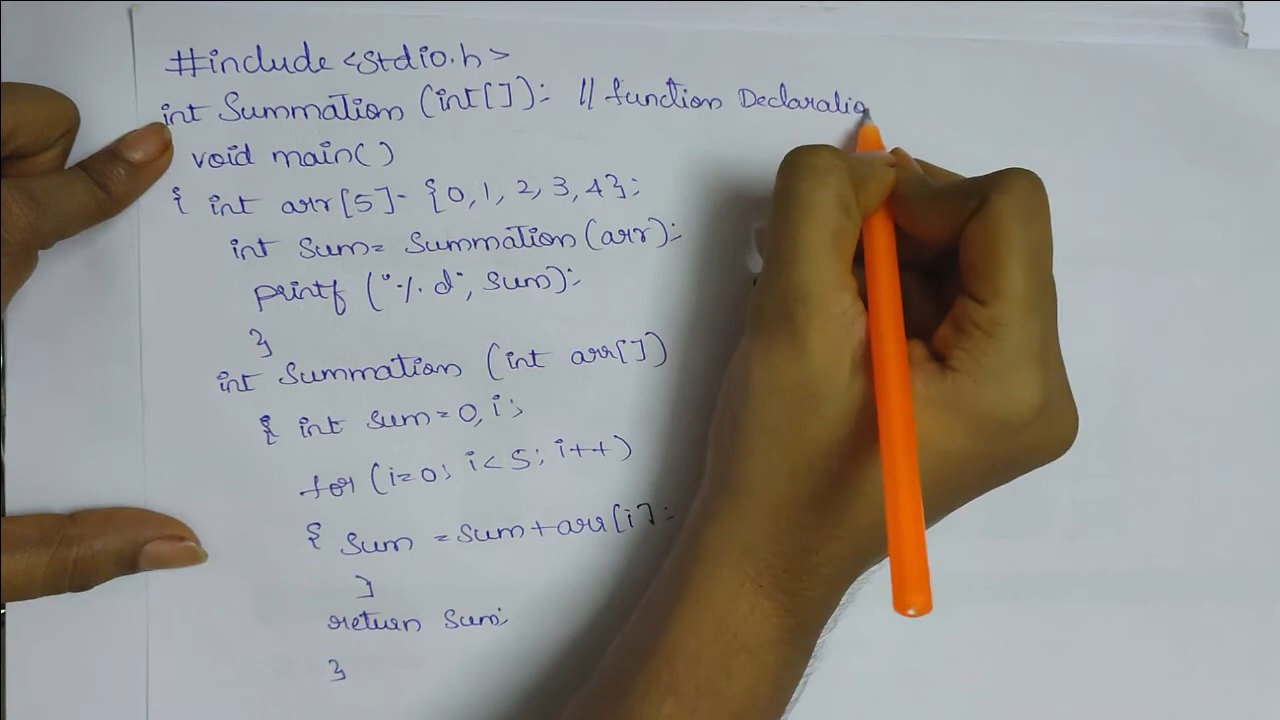 #include <stdio.h>
int Summation (int[]); // function Declaratio
void main()
{ int arr[5]= {0,1,2,3,4};
int sum= Summation(arr);
printf ("%d", sum);
}
int Summation (int arr[])
{ int sum=0,i;
for (i=0; i<5; i++)
{ sum =sum+arr[i];
}
return sum;
}